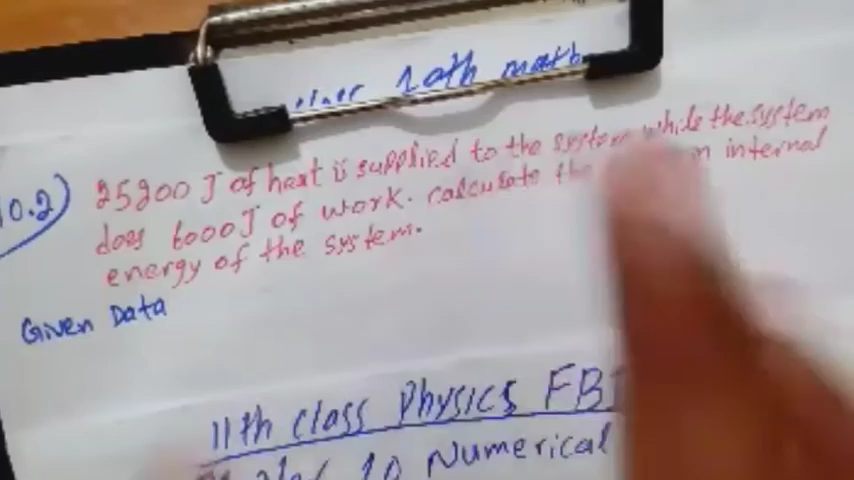 10th math
10.2) 25200 J of heat is supplied to the system while the system
does 6000 J of work. calculate the internal
energy of the system.
Given Data
11th class Physics
10 Numerical